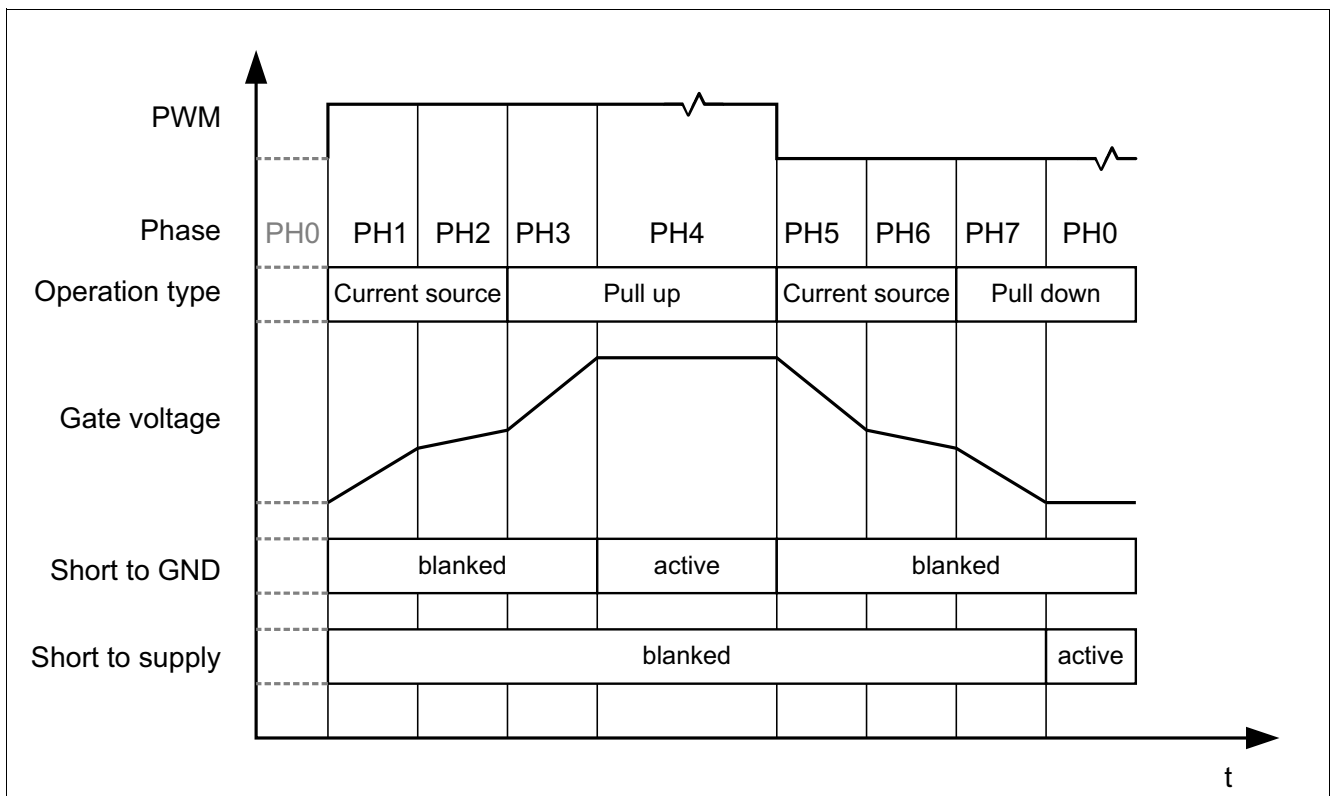 PWM
Phase PH0 PH1 PH2 PH3 PH4 PH5 PH6 PH7 PH0
Operation type Current source Pull up Current source Pull down
Gate voltage
Short to GND blanked active blanked
Short to supply blanked active
t